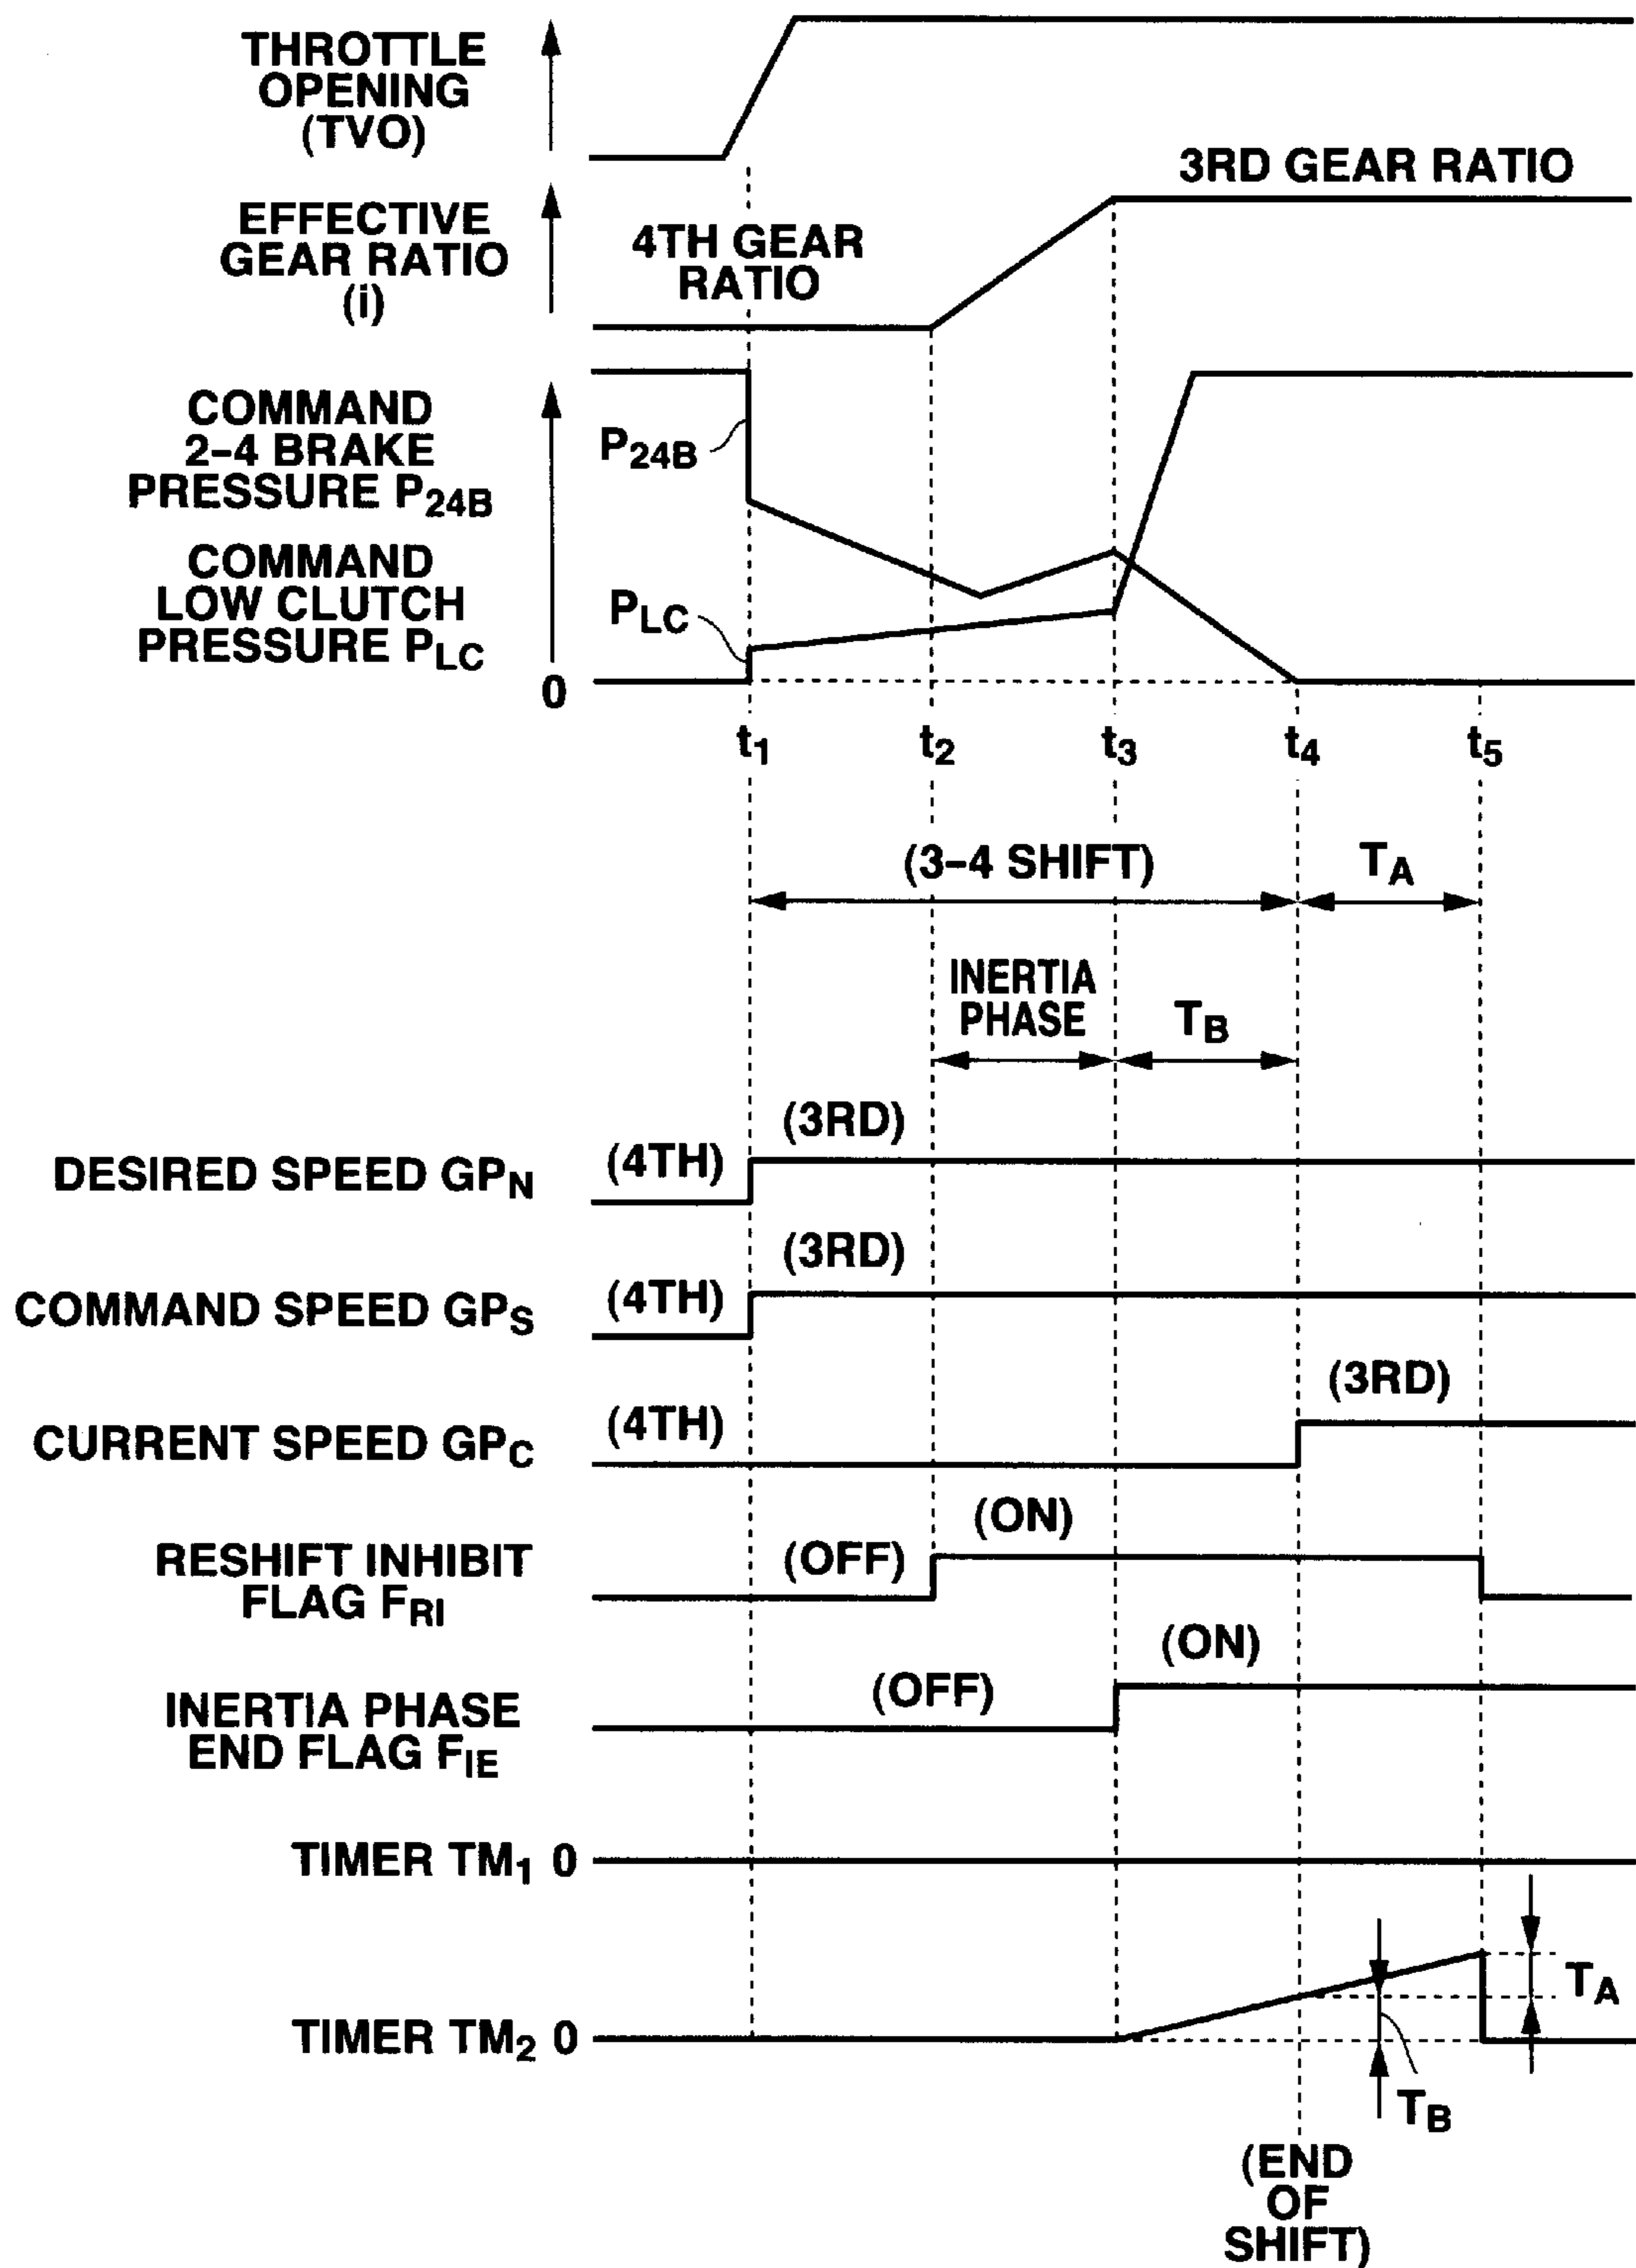 THROTTLE
OPENING
(TVO)
3RD GEAR RATIO
EFFECTIVE
GEAR RATIO
(i)
4TH GEAR
RATIO
COMMAND
2-4 BRAKE
PRESSURE P24B
P24B
COMMAND
LOW CLUTCH
PRESSURE PLC
PLC
0
t1 t2 t3 t4 t5
(3-4 SHIFT) TA
INERTIA
PHASE
TB
(3RD)
DESIRED SPEED GPN (4TH)
(3RD)
COMMAND SPEED GPS (4TH)
(3RD)
CURRENT SPEED GPC (4TH)
(ON)
RESHIFT INHIBIT
FLAG FRI
(OFF)
(ON)
INERTIA PHASE
END FLAG FIE
(OFF)
TIMER TM1 0
TA
TIMER TM2 0
TB
(END
OF
SHIFT)